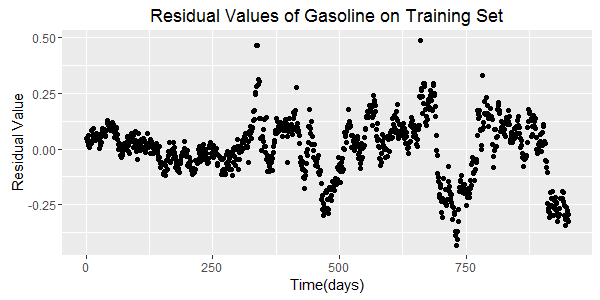 Residual Values of Gasoline on Training Set
Residual Value
0.50
0.25
0.00
-0.25
0
250
500
750
Time(days)